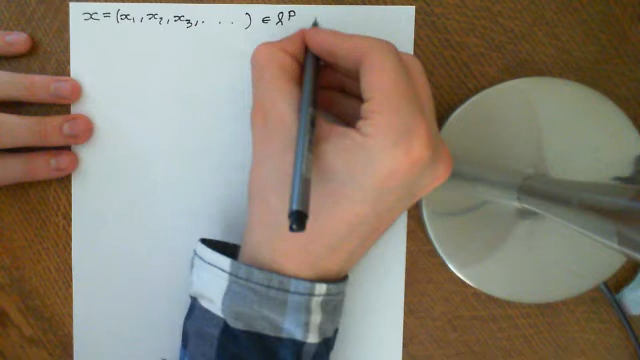 x = (x₁, x₂, x₃, . . . ) ∈ ℓᵖ